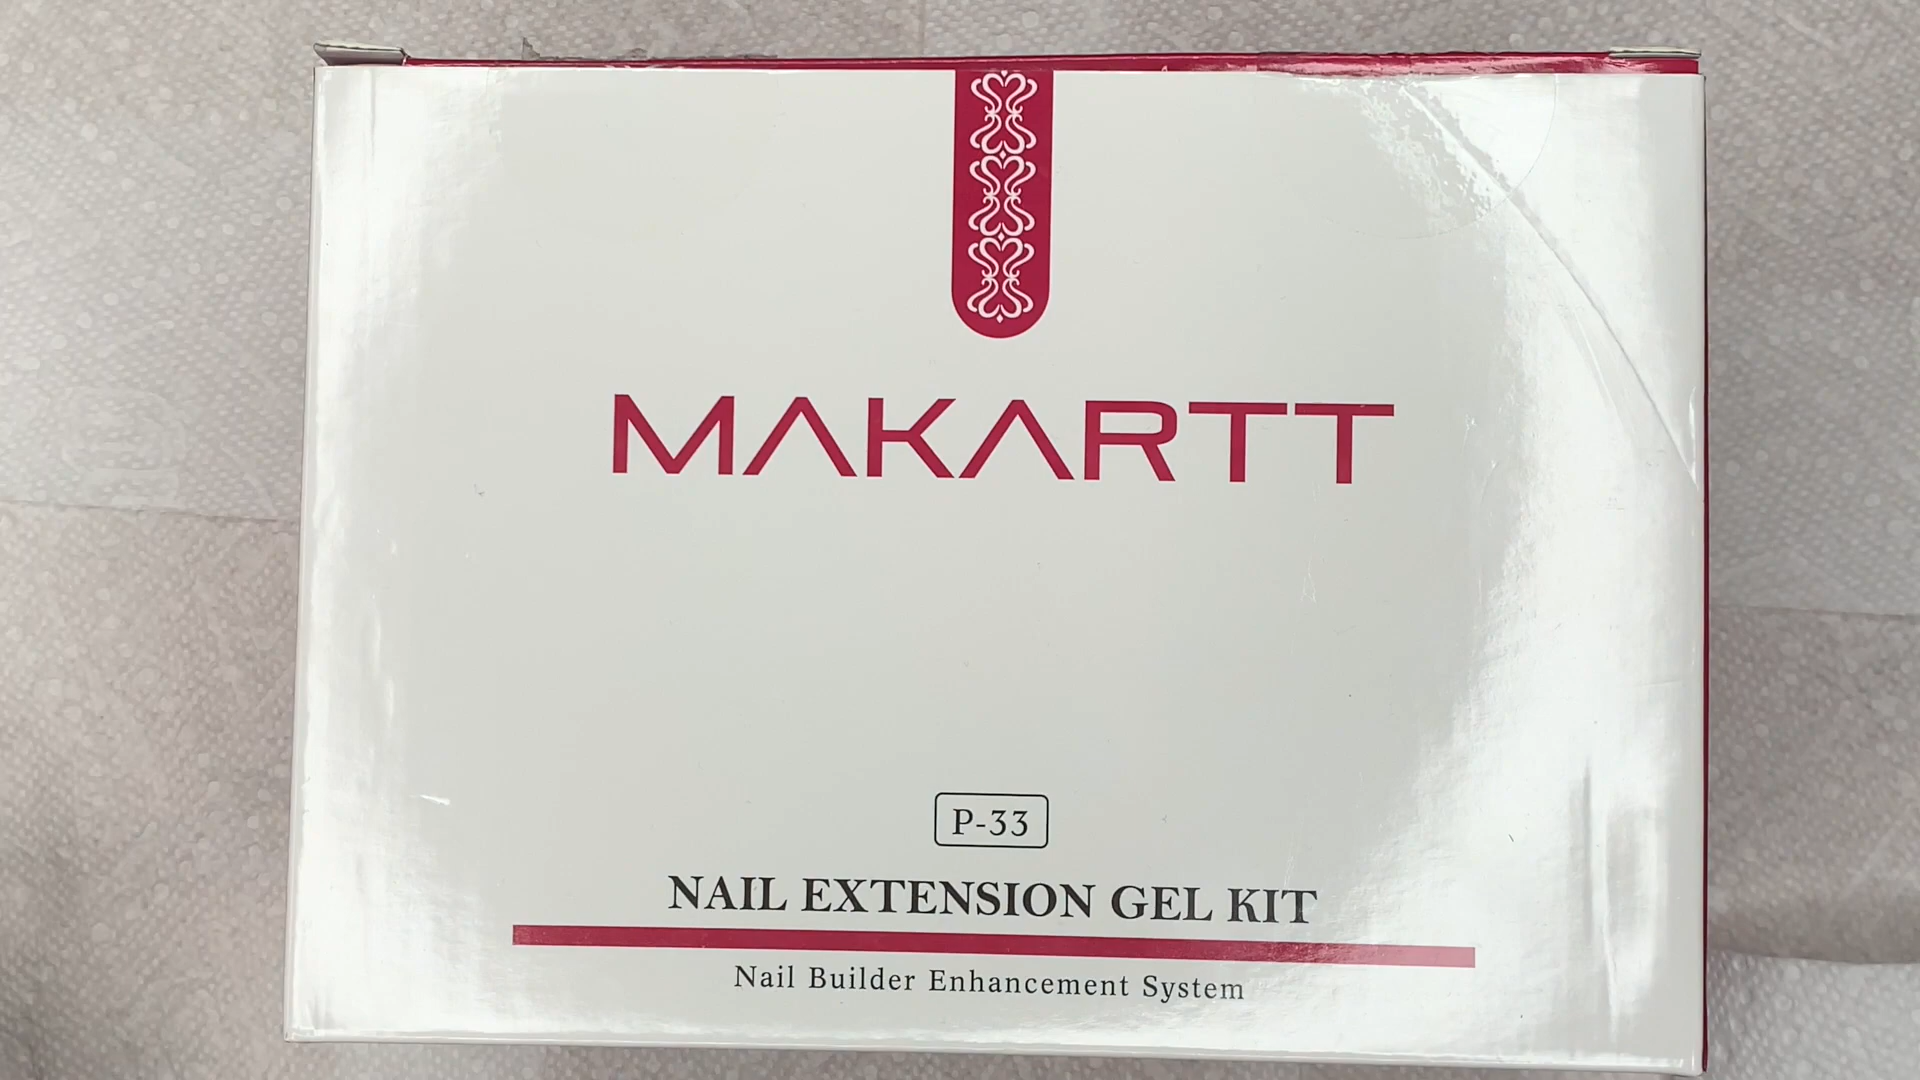 MAKARTT
P-33
NAIL EXTENSION GEL KIT
Nail Builder Enhancement System